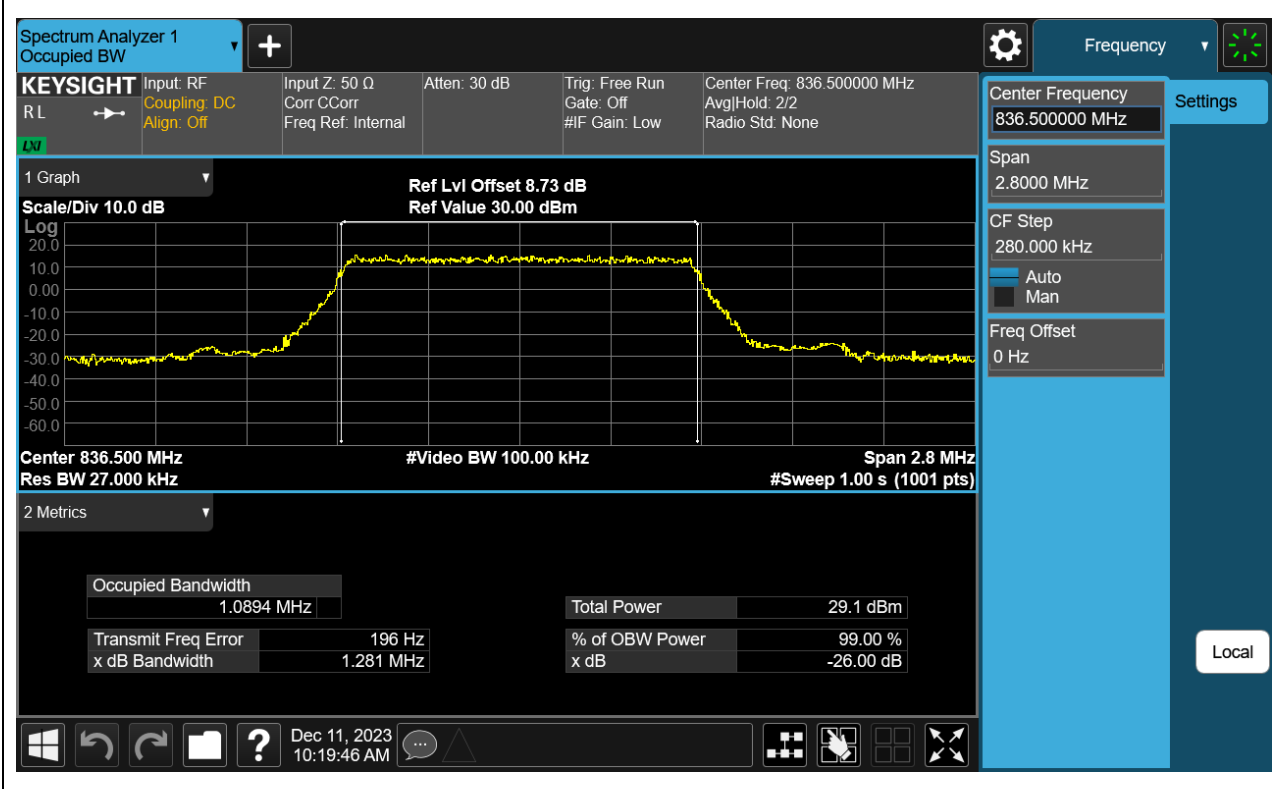 Spectrum Analyzer 1
Occupied BW
Frequency
KEYSIGHT
R L
LXI
Input: RF
Coupling: DC
Align: Off
Input Z: 50 Ω
Corr CCorr
Freq Ref: Internal
Atten: 30 dB
Trig: Free Run
Gate: Off
#IF Gain: Low
Center Freq: 836.500000 MHz
Avg|Hold: 2/2
Radio Std: None
Center Frequency
836.500000 MHz
Settings
Span
2.8000 MHz
CF Step
280.000 kHz
Auto
Man
Freq Offset
0 Hz
1 Graph
Ref Lvl Offset 8.73 dB
Scale/Div 10.0 dB
Ref Value 30.00 dBm
Log
20.0
10.0
0.00
-10.0
-20.0
-30.0
-40.0
-50.0
-60.0
Center 836.500 MHz
#Video BW 100.00 kHz
Span 2.8 MHz
Res BW 27.000 kHz
#Sweep 1.00 s (1001 pts)
2 Metrics
Occupied Bandwidth
1.0894 MHz
Total Power 29.1 dBm
Transmit Freq Error 196 Hz
% of OBW Power 99.00 %
x dB Bandwidth 1.281 MHz
x dB -26.00 dB
Local
?
Dec 11, 2023
10:19:46 AM